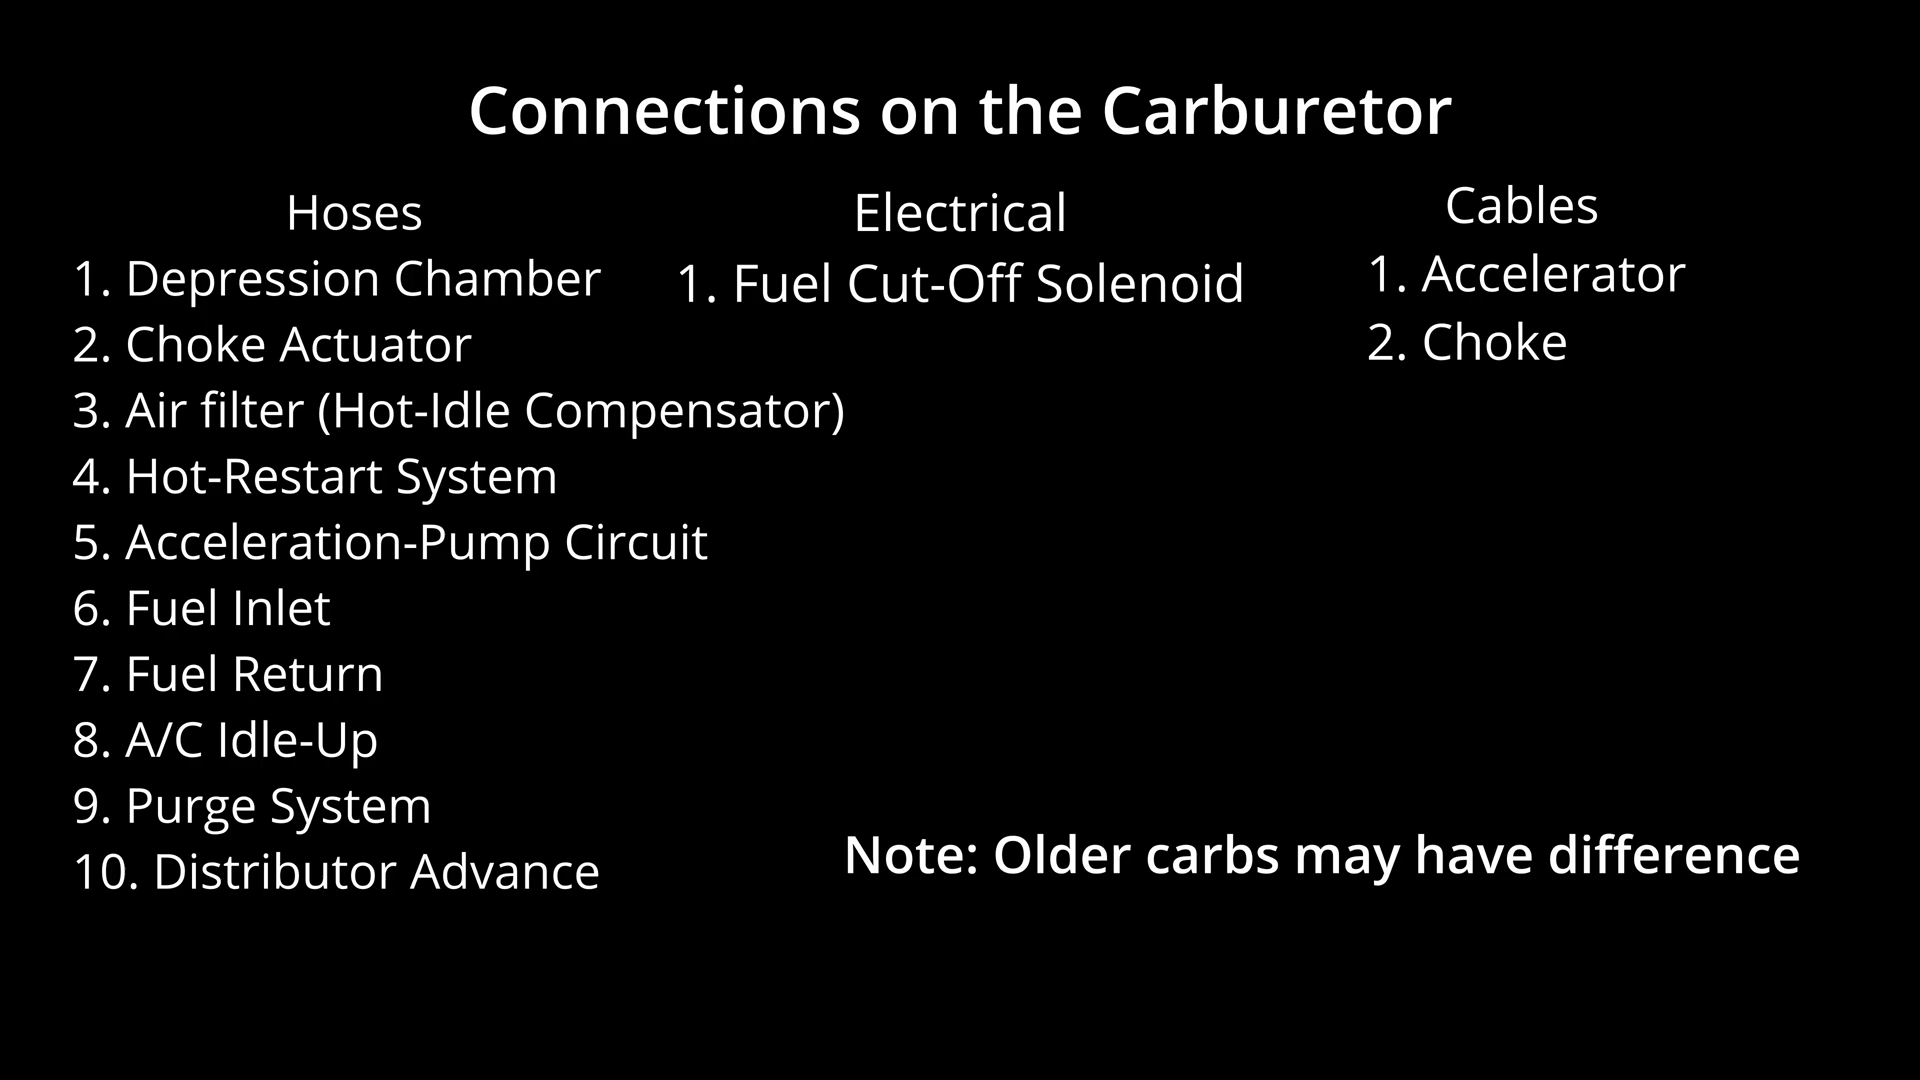 Connections on the Carburetor
Hoses
1. Depression Chamber
2. Choke Actuator
3. Air filter (Hot-Idle Compensator)
4. Hot-Restart System
5. Acceleration-Pump Circuit
6. Fuel Inlet
7. Fuel Return
8. A/C Idle-Up
9. Purge System
10. Distributor Advance
Electrical
1. Fuel Cut-Off Solenoid
Cables
1. Accelerator
2. Choke
Note: Older carbs may have difference